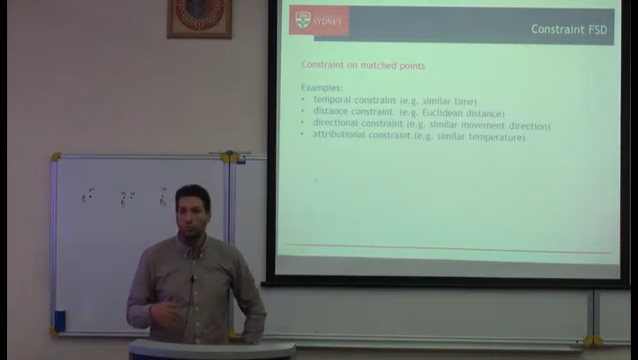 SYDNEY
Constraint FSD
Constraint on matched points
Examples:
• temporal constraint (e.g. similar time)
• distance constraint (e.g. Euclidean distance)
• directional constraint (e.g. similar movement direction)
• attributional constraint (e.g. similar temperature)